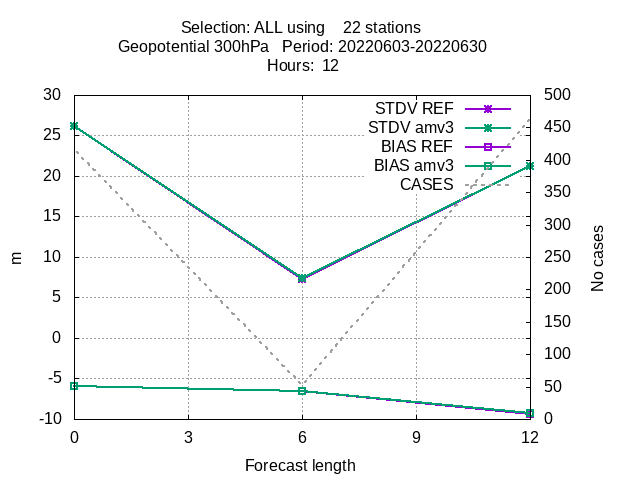 Selection: ALL using    22 stations
Geopotential 300hPa   Period: 20220603-20220630
Hours:  12
30
25
20
15
10
5
0
-5
-10
m
STDV REF
STDV amv3
BIAS REF
BIAS amv3
CASES
500
450
400
350
300
250
200
150
100
50
0
No cases
0 3 6 9 12
Forecast length